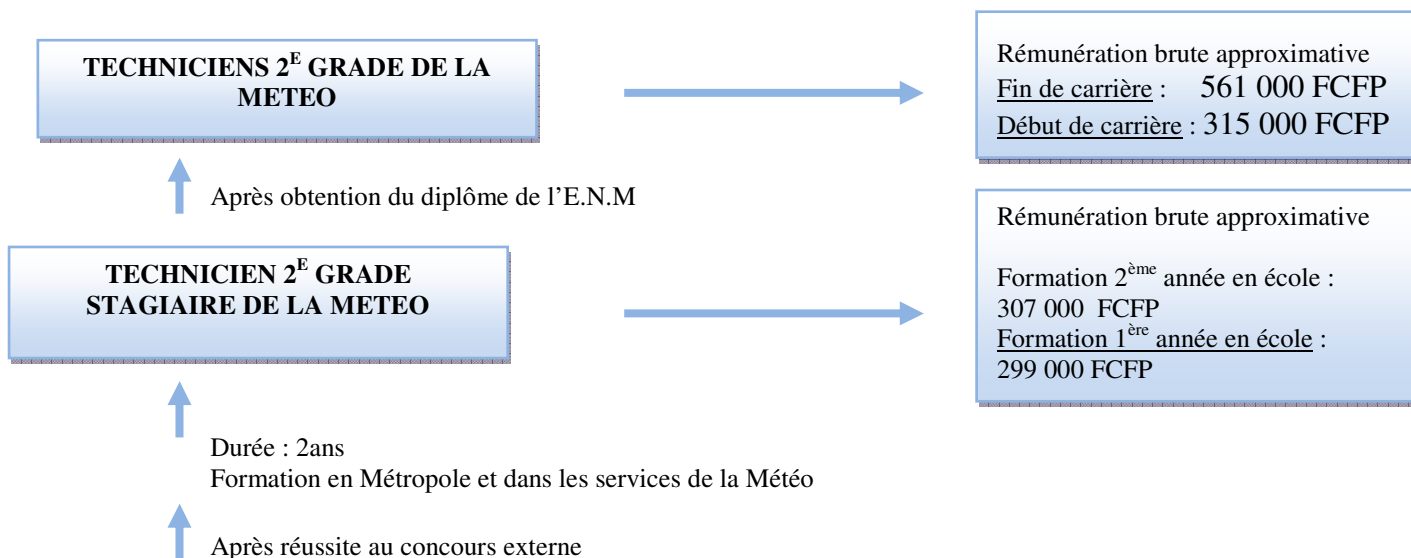 TECHNICIENS 2E GRADE DE LA
METEO
Rémunération brute approximative
Fin de carrière : 561 000 FCFP
Début de carrière : 315 000 FCFP
Après obtention du diplôme de l’E.N.M
TECHNICIEN 2E GRADE
STAGIAIRE DE LA METEO
Rémunération brute approximative
Formation 2ème année en école :
307 000 FCFP
Formation 1ère année en école :
299 000 FCFP
Durée : 2ans
Formation en Métropole et dans les services de la Météo
Après réussite au concours externe